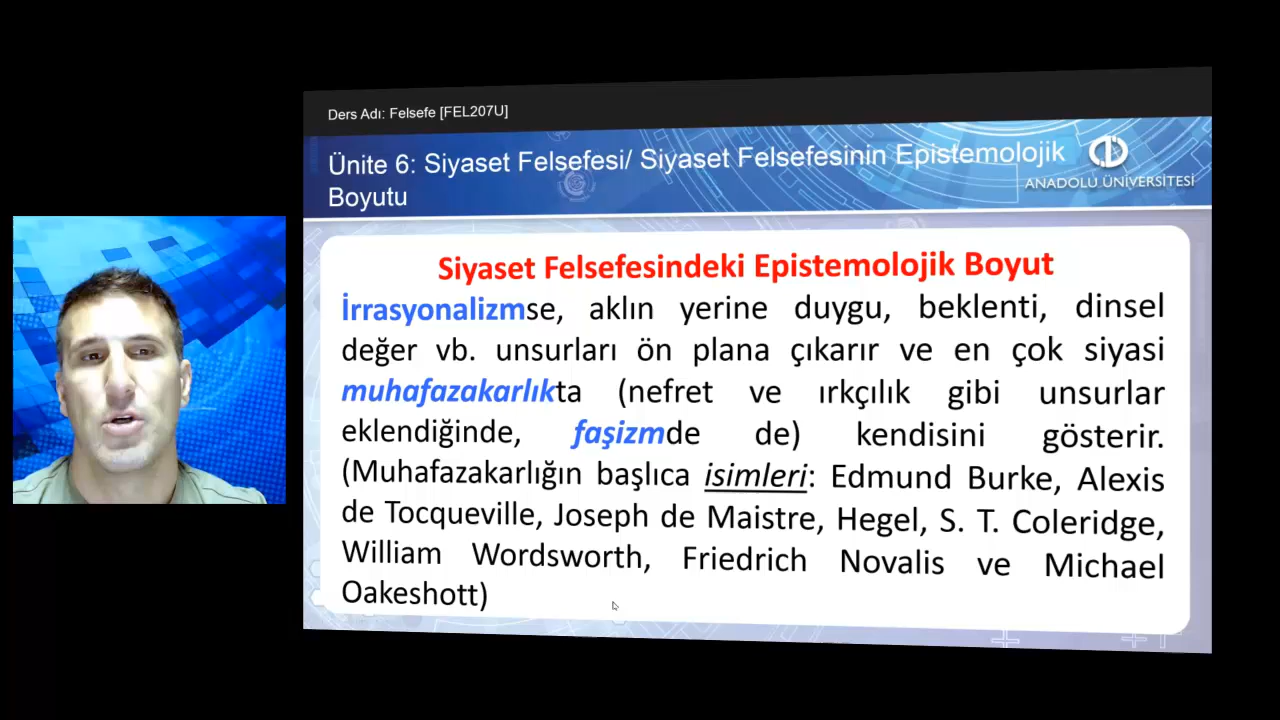 Ders Adı: Felsefe [FEL207U]
Ünite 6: Siyaset Felsefesi/ Siyaset Felsefesinin Epistemolojik
Boyutu
ANADOLU ÜNİVERSİTESİ
Siyaset Felsefesindeki Epistemolojik Boyut
İrrasyonalizmse, aklın yerine duygu, beklenti, dinsel
değer vb. unsurları ön plana çıkarır ve en çok siyasi
muhafazakarlıkta (nefret ve ırkçılık gibi unsurlar
eklendiğinde, faşizmde de) kendisini gösterir.
(Muhafazakarlığın başlıca isimleri: Edmund Burke, Alexis
de Tocqueville, Joseph de Maistre, Hegel, S. T. Coleridge,
William Wordsworth, Friedrich Novalis ve Michael
Oakeshott)